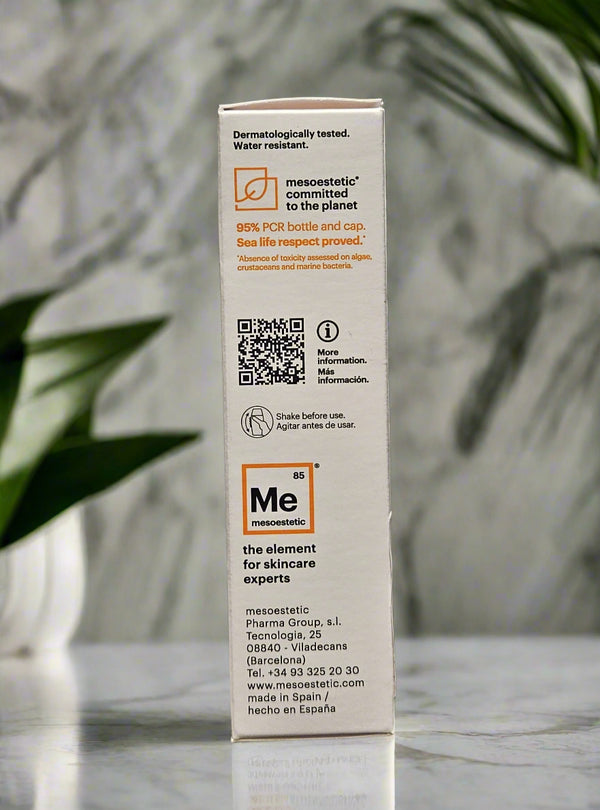 Dermatologically tested.
Water resistant.
mesoestetic®
committed
to the planet
95% PCR bottle and cap.
Sea life respect proved.*
*Absence of toxicity assessed on algae,
crustaceans and marine bacteria.
More
information.
Más
información.
Shake before use.
Agitar antes de usar.
85
Me®
mesoestetic
the element
for skincare
experts
mesoestetic
Pharma Group, s.l.
Tecnologia, 25
08840 - Viladecans
(Barcelona)
Tel. +34 93 325 20 30
www.mesoestetic.com
made in Spain /
hecho en España